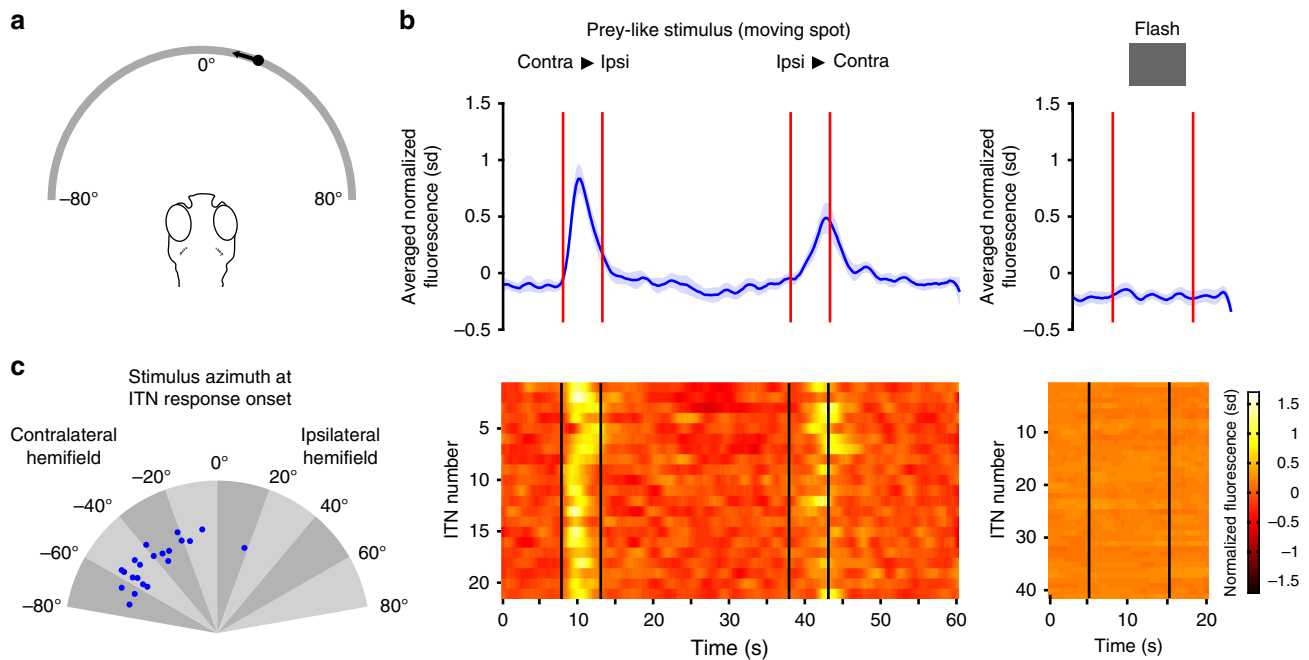 a
0°
–80°
80°
b
Prey-like stimulus (moving spot)
Contra ▶ Ipsi
Ipsi ▶ Contra
Flash
Averaged normalized
fluorescence (sd)
1.5
1
0.5
0
–0.5
Averaged normalized
fluorescence (sd)
1.5
1
0.5
0
–0.5
c
Stimulus azimuth at
ITN response onset
Contralateral
hemifield
Ipsilateral
hemifield
–80°
–60°
–40°
–20°
0°
20°
40°
60°
80°
ITN number
5
10
15
20
0
10
20
30
40
50
60
Time (s)
ITN number
10
20
30
40
0
10
20
Time (s)
Normalized fluorescence (sd)
1.5
1
0.5
0
–0.5
–1
–1.5